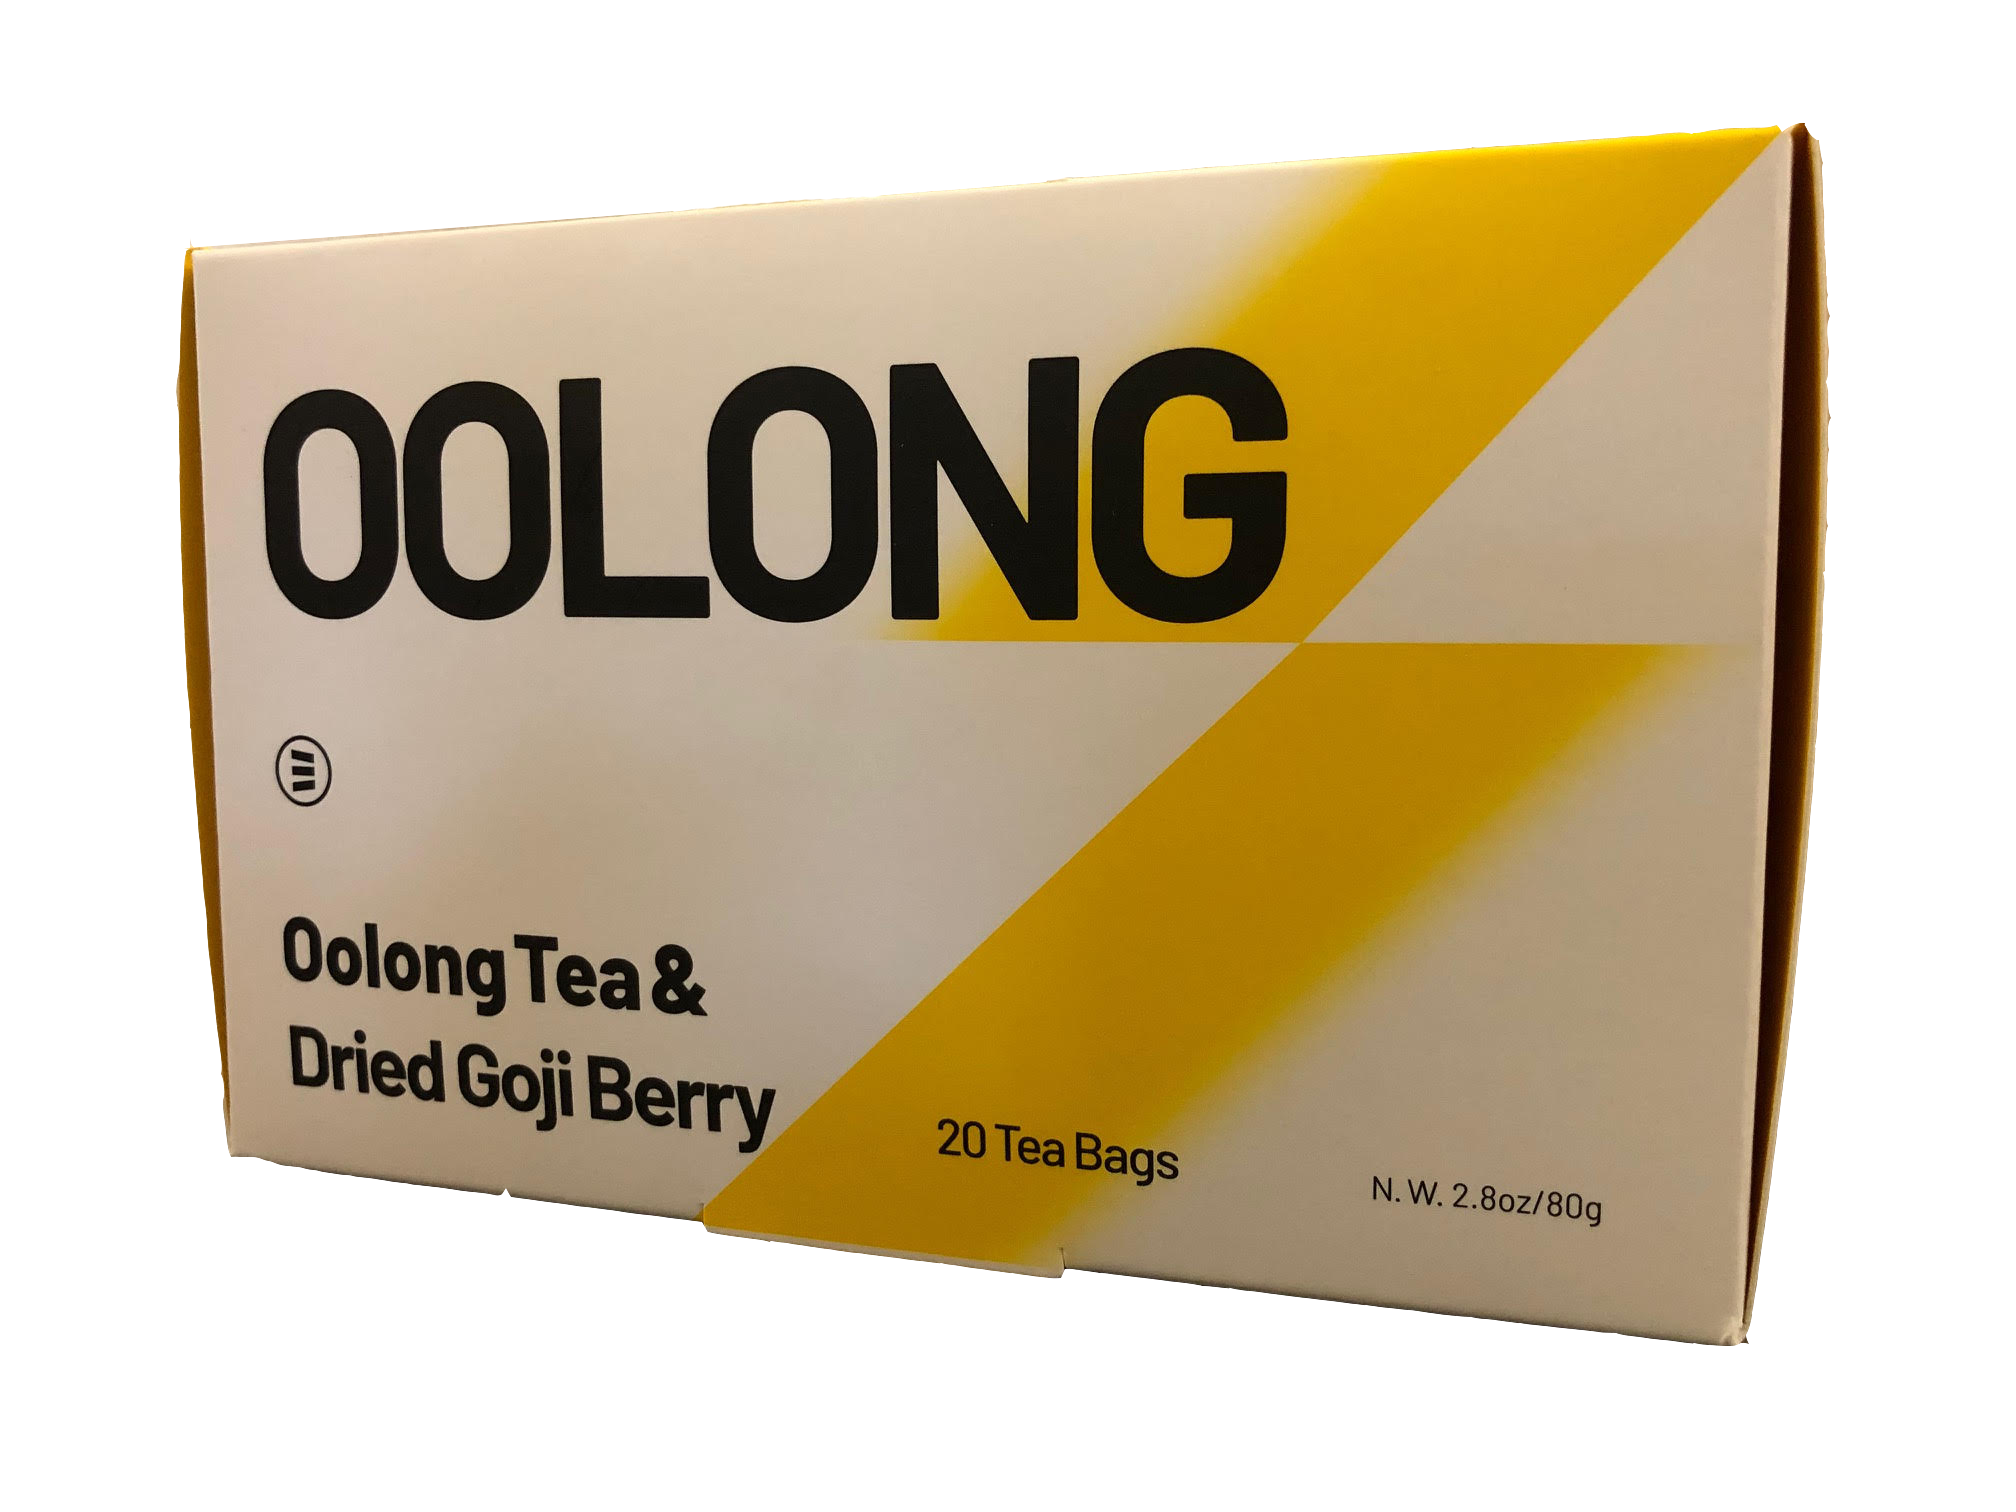 OOLONG
Oolong Tea &
Dried Goji Berry
20 Tea Bags
N. W. 2.8oz/80g